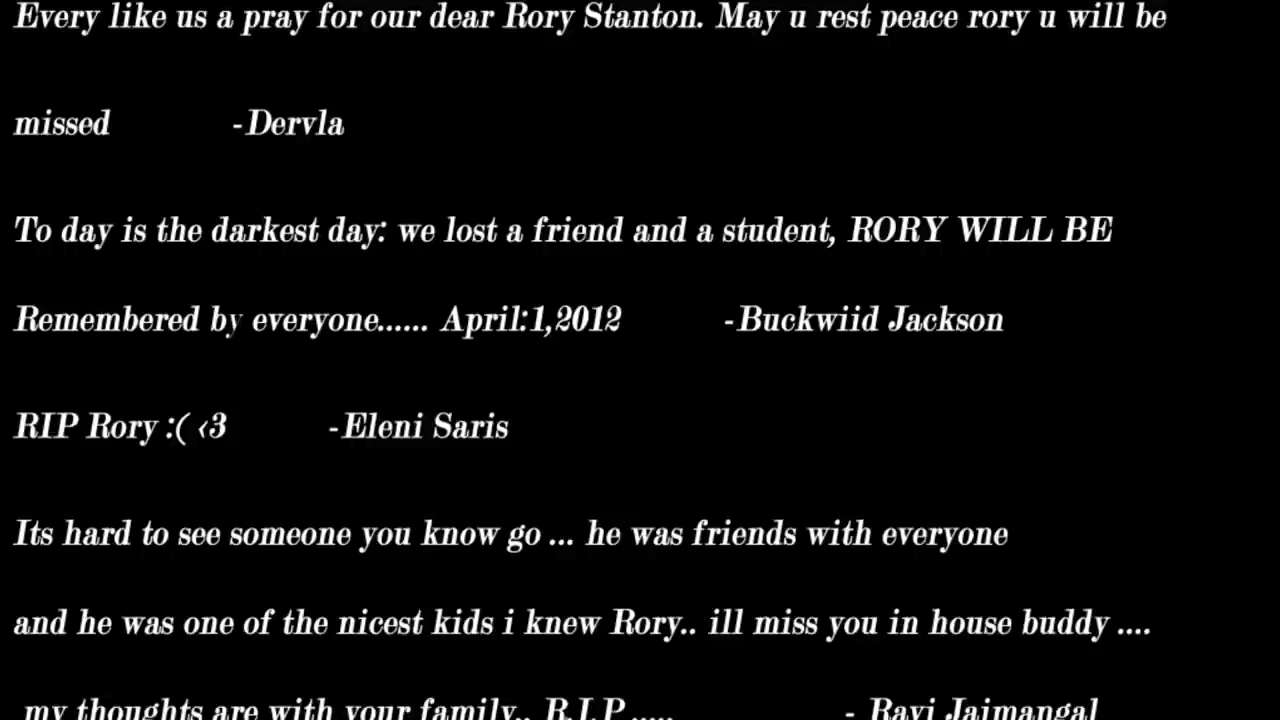 Every like us a pray for our dear Rory Stanton. May u rest peace rory u will be
missed -Dervla
To day is the darkest day: we lost a friend and a student, RORY WILL BE
Remembered by everyone...... April:1,2012 -Buckwiid Jackson
RIP Rory :( <3 -Eleni Saris
Its hard to see someone you know go ... he was friends with everyone
and he was one of the nicest kids i knew Rory.. ill miss you in house buddy ....
my thoughts are with your family.. R.I.P ..... - Ravi Jaimangal